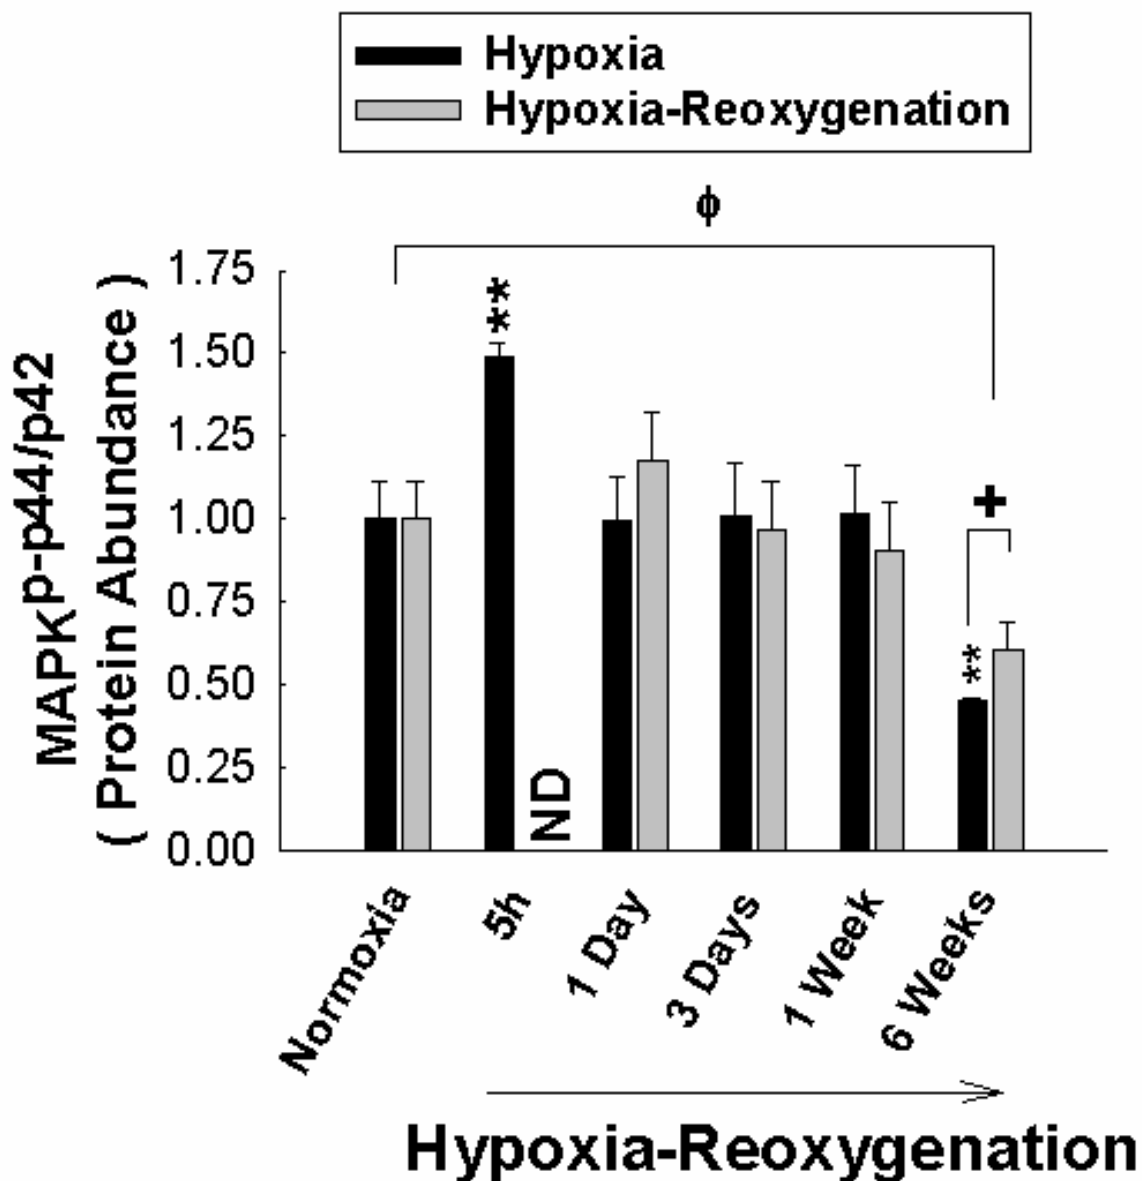 Hypoxia
Hypoxia-Reoxygenation
ϕ
MAPKp-p44/p42
( Protein Abundance )
1.75
1.50
1.25
1.00
0.75
0.50
0.25
0.00
**
ND
+
**
Normoxia
5h
1 Day
3 Days
1 Week
6 Weeks
Hypoxia-Reoxygenation